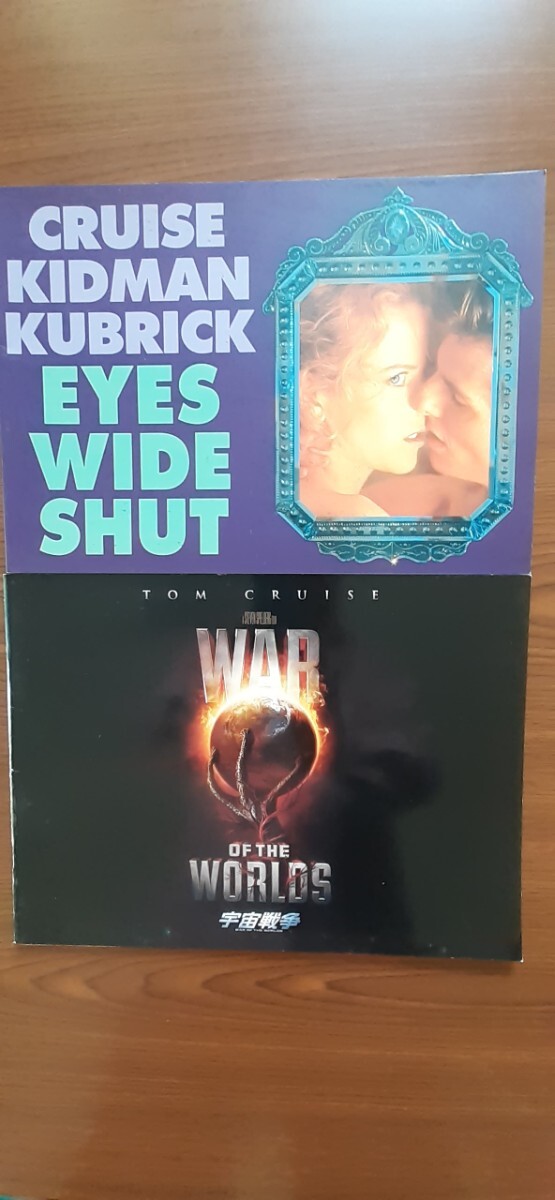 CRUISE
KIDMAN
KUBRICK
EYES
WIDE
SHUT
TOM CRUISE
WAR
OF THE
WORLDS
宇宙戦争